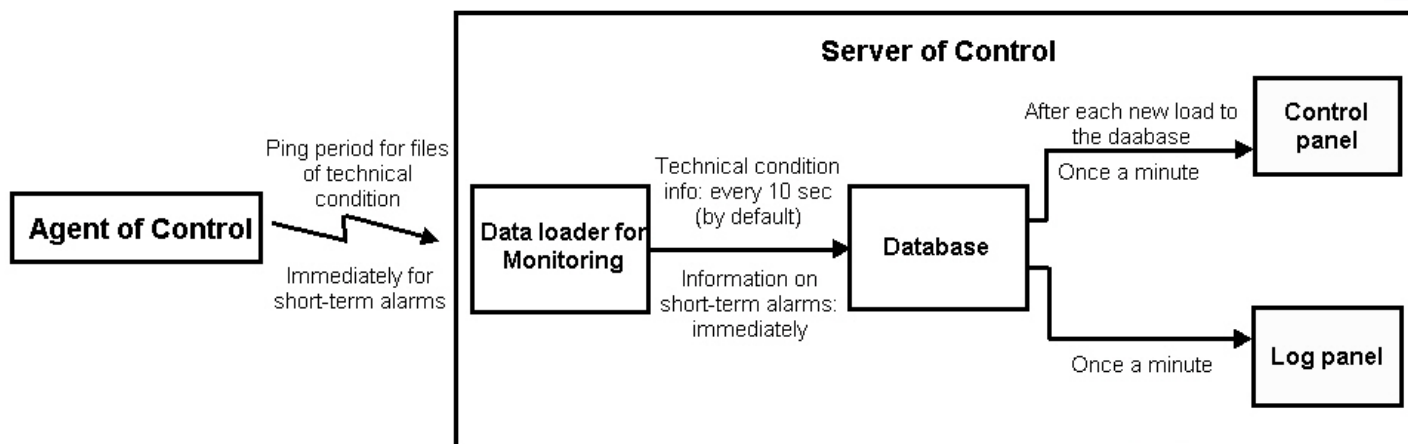 Server of Control
Agent of Control
Ping period for files
of technical
condition
Immediately for
short-term alarms
Data loader for
Monitoring
Technical condition
info: every 10 sec
(by default)
Information on
short-term alarms:
immediately
Database
After each new load to
the daabase
Once a minute
Control
panel
Once a minute
Log panel